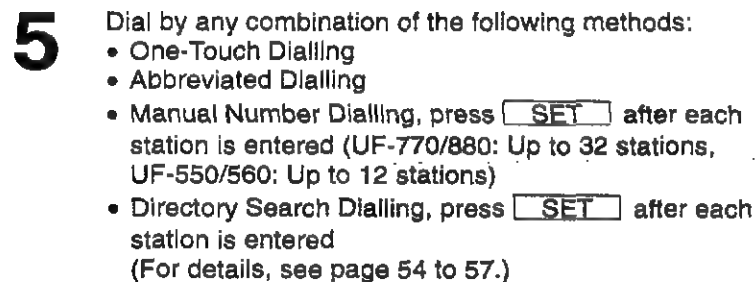 5 Dial by any combination of the following methods:
• One-Touch Dialling
• Abbreviated Dialling
• Manual Number Dialling, press SET after each
station is entered (UF-770/880: Up to 32 stations,
UF-550/560: Up to 12 stations)
• Directory Search Dialling, press SET after each
station is entered
(For details, see page 54 to 57.)